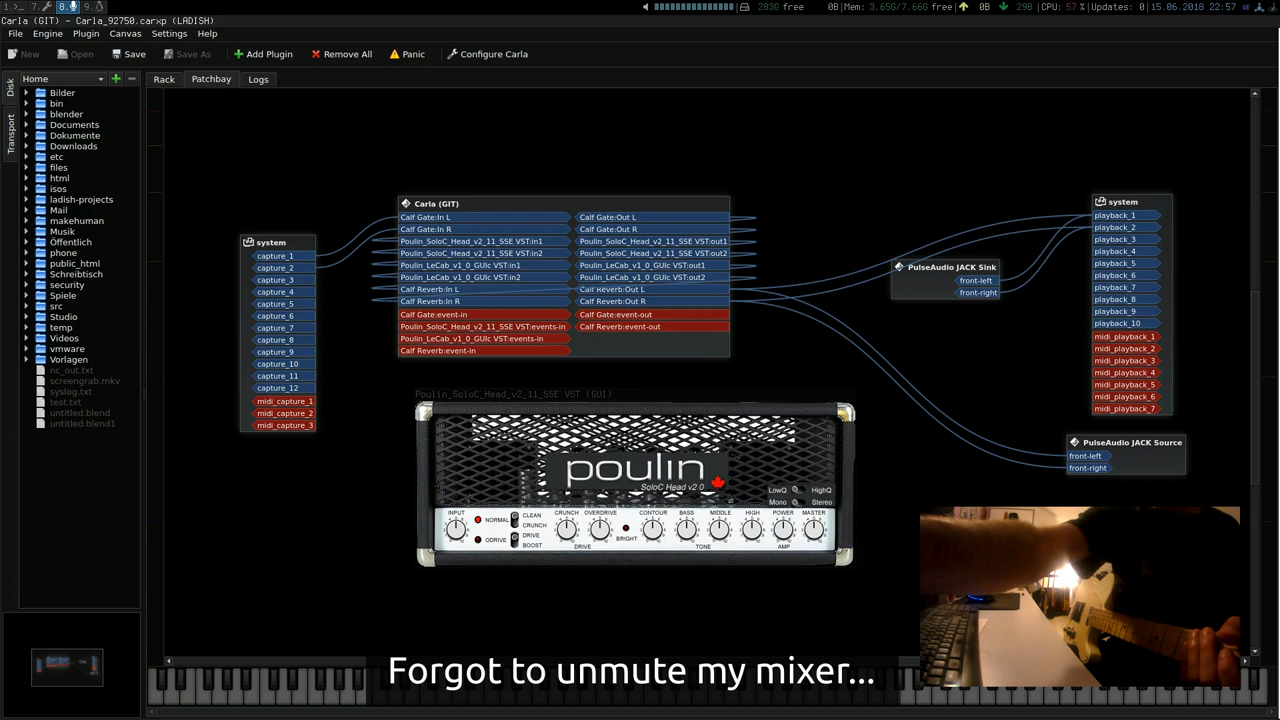 1.>_ 7. 8. 9.
283G free 0B|Mem: 3,65G/7,66G free 0B 29B|CPU: 57 %|Updates: 0| 15.06.2018 22:57
Carla (GIT) - Carla_92750.carxp (LADISH)
File Engine Plugin Canvas Settings Help
New Open Save Save As Add Plugin Remove All Panic Configure Carla
Disk
Transport
Home
Rack Patchbay Logs
Bilder
bin
blender
Documents
Dokumente
Downloads
etc
files
html
isos
ladish-projects
Mail
makehuman
Musik
Öffentlich
phone
public_html
Schreibtisch
security
Spiele
src
Studio
temp
Videos
vmware
Vorlagen
nc_out.txt
screengrab.mkv
syslog.txt
test.txt
untitled.blend
untitled.blend1
system
capture_1
capture_2
capture_3
capture_4
capture_5
capture_6
capture_7
capture_8
capture_9
capture_10
capture_11
capture_12
midi_capture_1
midi_capture_2
midi_capture_3
Carla (GIT)
Calf Gate:In L Calf Gate:Out L
Calf Gate:In R Calf Gate:Out R
Poulin_SoloC_Head_v2_11_SSE VST:in1 Poulin_SoloC_Head_v2_11_SSE VST:out1
Poulin_SoloC_Head_v2_11_SSE VST:in2 Poulin_SoloC_Head_v2_11_SSE VST:out2
Poulin_LeCab_v1_0_GUIc VST:in1 Poulin_LeCab_v1_0_GUIc VST:out1
Poulin_LeCab_v1_0_GUIc VST:in2 Poulin_LeCab_v1_0_GUIc VST:out2
Calf Reverb:In L Calf Reverb:Out L
Calf Reverb:In R Calf Reverb:Out R
Calf Gate:event-in Calf Gate:event-out
Poulin_SoloC_Head_v2_11_SSE VST:events-in Calf Reverb:event-out
Poulin_LeCab_v1_0_GUIc VST:events-in
Calf Reverb:event-in
PulseAudio JACK Sink
front-left
front-right
system
playback_1
playback_2
playback_3
playback_4
playback_5
playback_6
playback_7
playback_8
playback_9
playback_10
midi_playback_1
midi_playback_2
midi_playback_3
midi_playback_4
midi_playback_5
midi_playback_6
midi_playback_7
PulseAudio JACK Source
front-left
front-right
Poulin_SoloC_Head_v2_11_SSE VST (GUI)
poulin
SoloC Head v2.0
LowQ HighQ
Mono Stereo
INPUT NORMAL CLEAN CRUNCH CRUNCH OVERDRIVE CONTOUR BASS MIDDLE HIGH POWER MASTER
ODRIVE DRIVE BOOST DRIVE BRIGHT TONE AMP
Forgot to unmute my mixer...